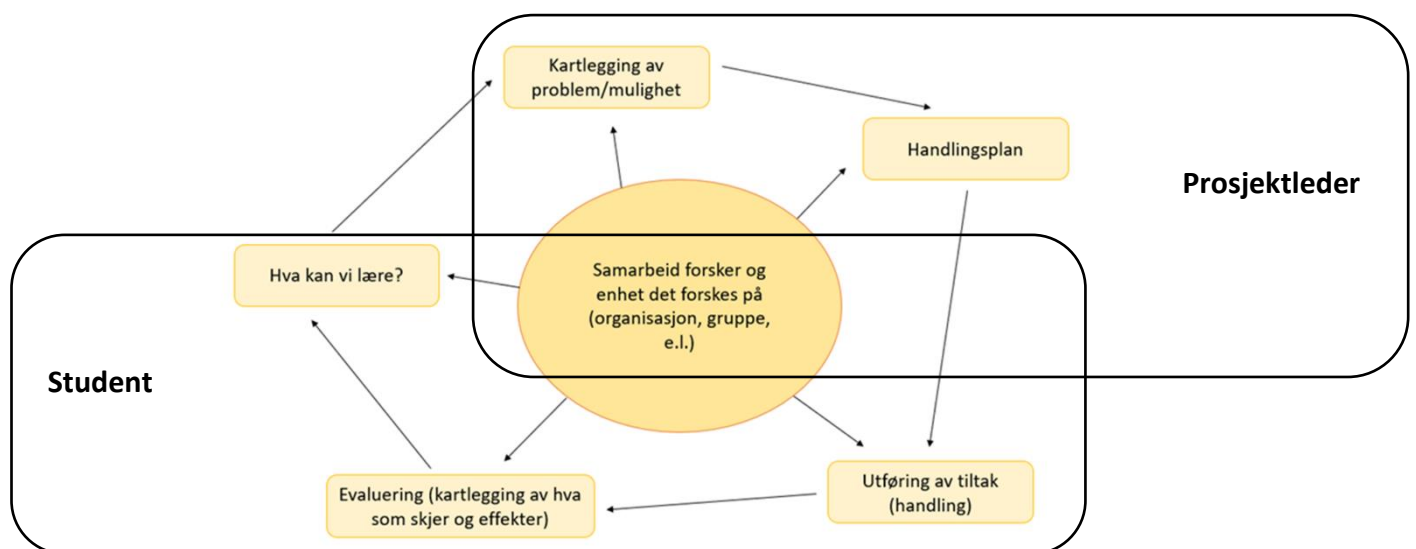 Kartlegging av
problem/mulighet
Handlingsplan
Prosjektleder
Hva kan vi lære?
Samarbeid forsker og
enhet det forskes på
(organisasjon, gruppe,
e.l.)
Student
Evaluering (kartlegging av hva
som skjer og effekter)
Utføring av tiltak
(handling)